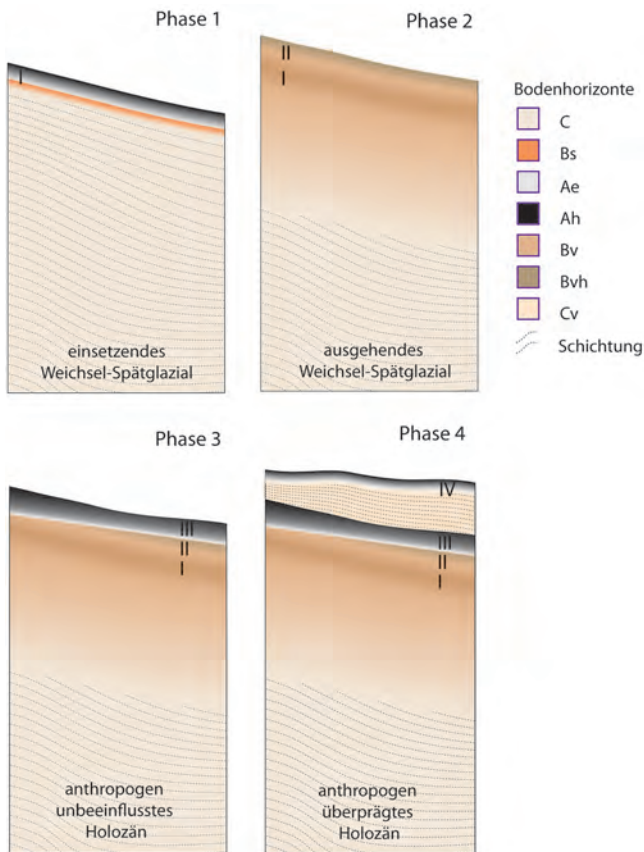 Phase 1
I
einsetzendes
Weichsel-Spätglazial
Phase 2
II
I
ausgehendes
Weichsel-Spätglazial
Bodenhorizonte
C
Bs
Ae
Ah
Bv
Bvh
Cv
Schichtung
Phase 3
III
II
I
anthropogen
unbeeinflusstes
Holozän
Phase 4
IV
III
II
I
anthropogen
überprägtes
Holozän